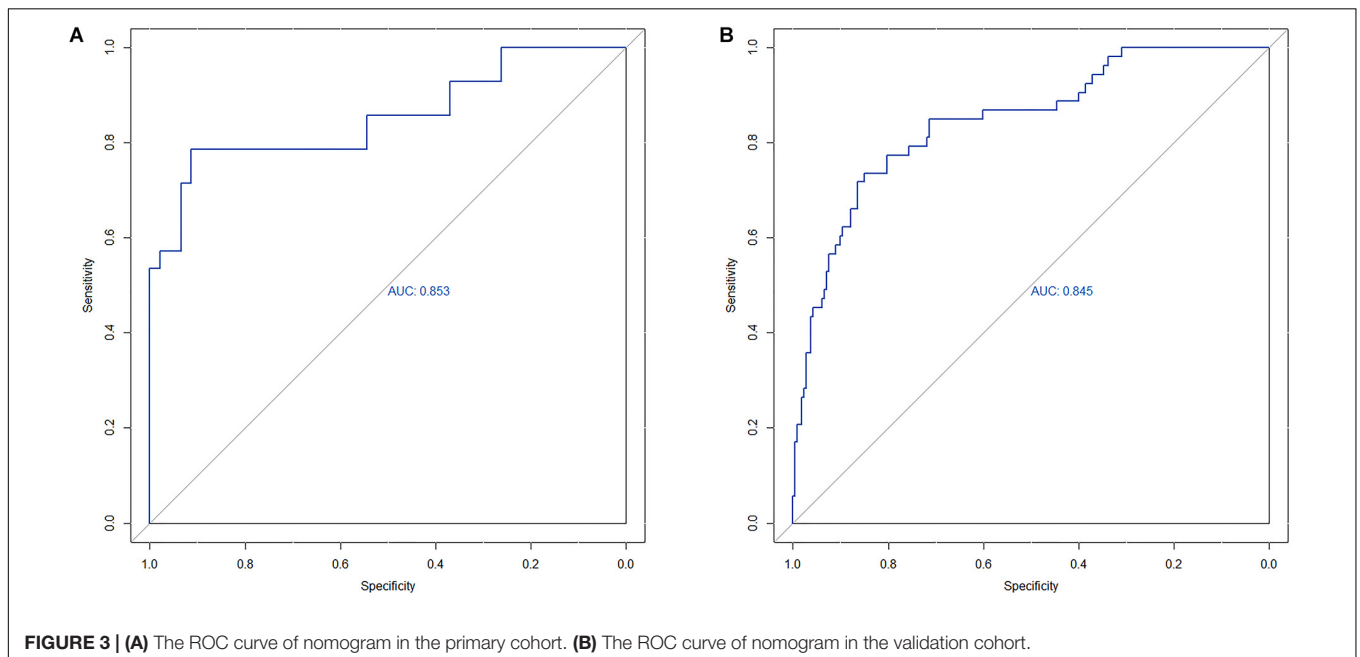 A
Sensitivity
1.0
0.8
0.6
0.4
0.2
0.0
AUC: 0.853
1.0 0.8 0.6 0.4 0.2 0.0
Specificity
B
Sensitivity
1.0
0.8
0.6
0.4
0.2
0.0
AUC: 0.845
1.0 0.8 0.6 0.4 0.2 0.0
Specificity
FIGURE 3 | (A) The ROC curve of nomogram in the primary cohort. (B) The ROC curve of nomogram in the validation cohort.